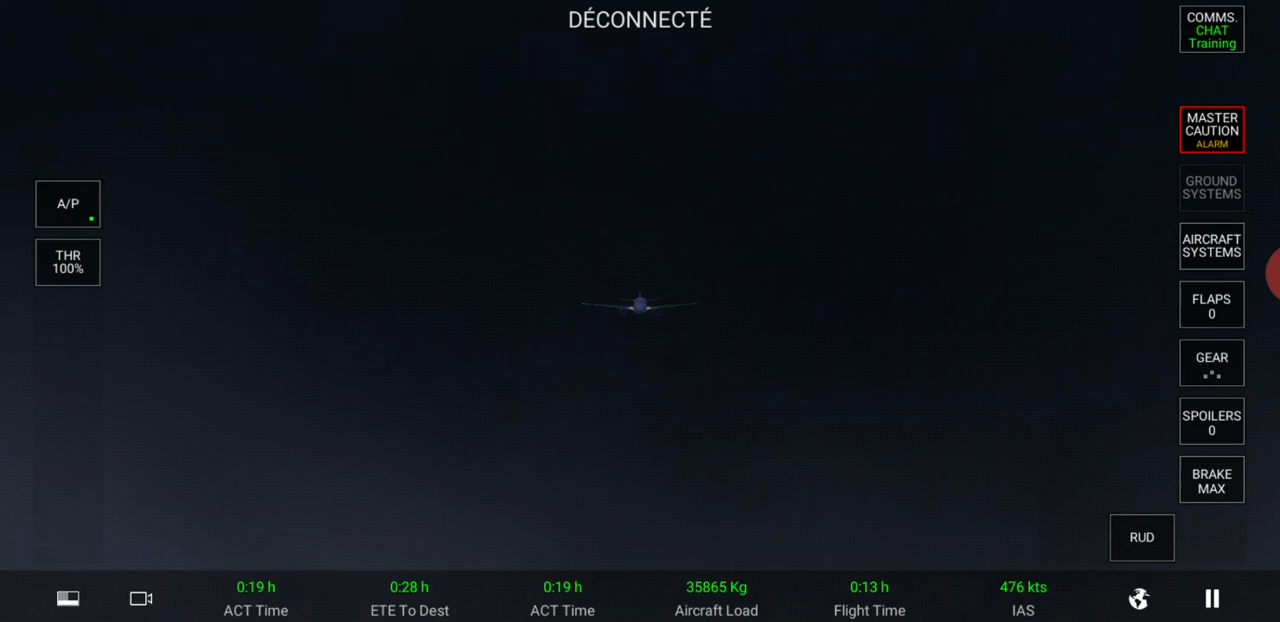 DÉCONNECTÉ
COMMS.
CHAT
Training
MASTER
CAUTION
ALARM
A/P
GROUND
SYSTEMS
THR
100%
AIRCRAFT
SYSTEMS
FLAPS
0
GEAR
SPOILERS
0
BRAKE
MAX
RUD
0:19 h
ACT Time
0:28 h
ETE To Dest
0:19 h
ACT Time
35865 Kg
Aircraft Load
0:13 h
Flight Time
476 kts
IAS